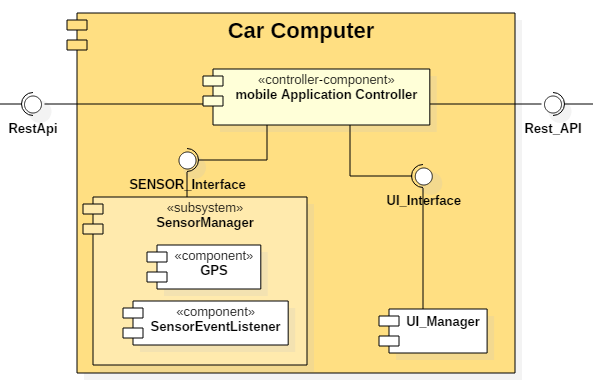 Car Computer
«controller-component»
mobile Application Controller
RestApi
Rest_API
SENSOR_Interface
UI_Interface
«subsystem»
SensorManager
«component»
GPS
«component»
SensorEventListener
UI_Manager